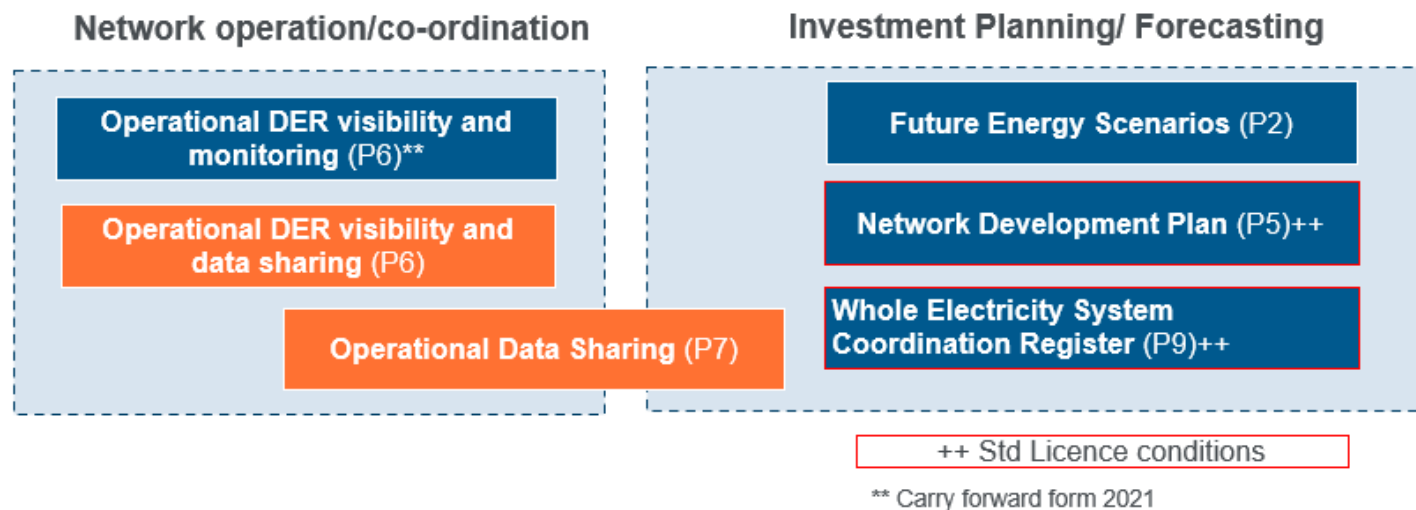 Network operation/co-ordination
Operational DER visibility and
monitoring (P6)**
Operational DER visibility and
data sharing (P6)
Operational Data Sharing (P7)
Investment Planning/ Forecasting
Future Energy Scenarios (P2)
Network Development Plan (P5)++
Whole Electricity System
Coordination Register (P9)++
++ Std Licence conditions
** Carry forward form 2021